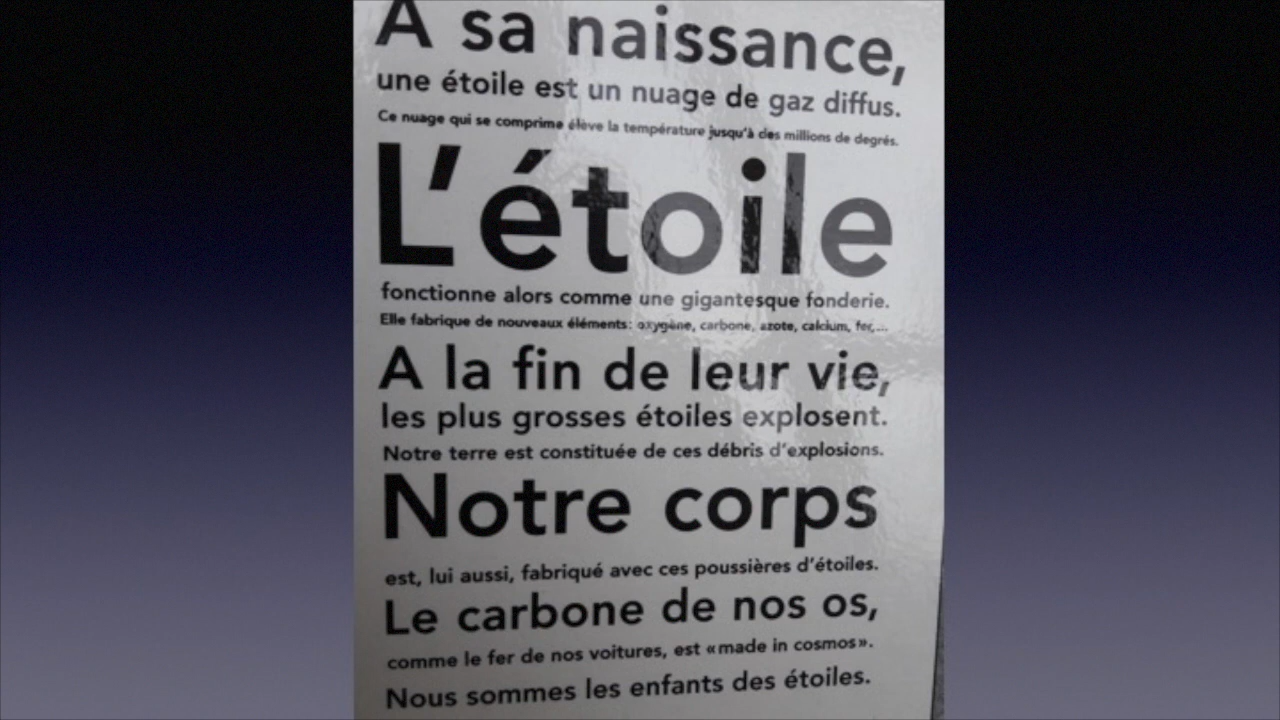 A sa naissance,
une étoile est un nuage de gaz diffus.
Ce nuage qui se comprime élève la température jusqu'à des millions de degrés.
L'étoile
fonctionne alors comme une gigantesque fonderie.
Elle fabrique de nouveaux éléments: oxygène, carbone, azote, calcium, fer,...
A la fin de leur vie,
les plus grosses étoiles explosent.
Notre terre est constituée de ces débris d'explosions.
Notre corps
est, lui aussi, fabriqué avec ces poussières d'étoiles.
Le carbone de nos os,
comme le fer de nos voitures, est «made in cosmos».
Nous sommes les enfants des étoiles.